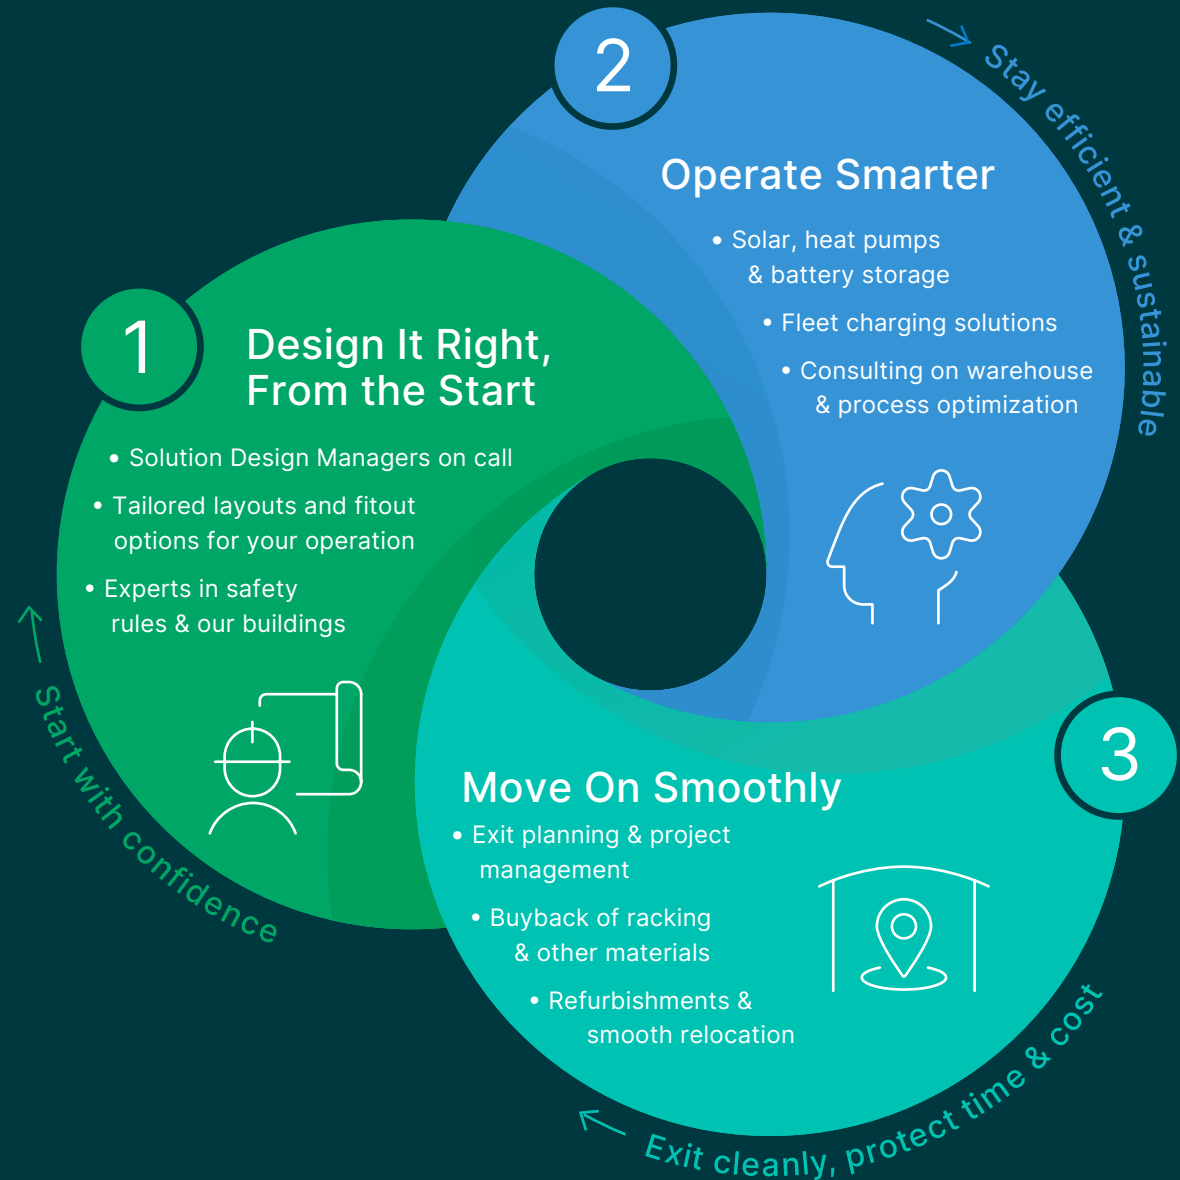 1
Design It Right,
From the Start
• Solution Design Managers on call
• Tailored layouts and fitout
options for your operation
• Experts in safety
rules & our buildings
Start with confidence
2
Operate Smarter
• Solar, heat pumps
& battery storage
• Fleet charging solutions
• Consulting on warehouse
& process optimization
Stay efficient & sustainable
3
Move On Smoothly
• Exit planning & project
management
• Buyback of racking
& other materials
• Refurbishments &
smooth relocation
Exit cleanly, protect time & cost